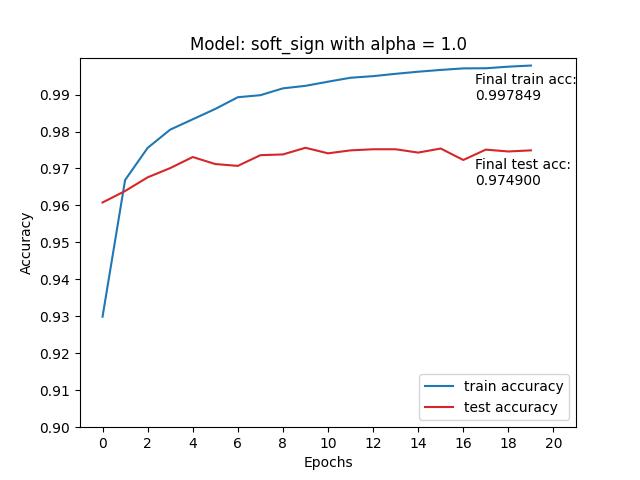 Model: soft_sign with alpha = 1.0
Final train acc:
0.997849
Final test acc:
0.974900
0.99
0.98
0.97
0.96
0.95
0.94
0.93
0.92
0.91
0.90
Accuracy
train accuracy
test accuracy
0 2 4 6 8 10 12 14 16 18 20
Epochs